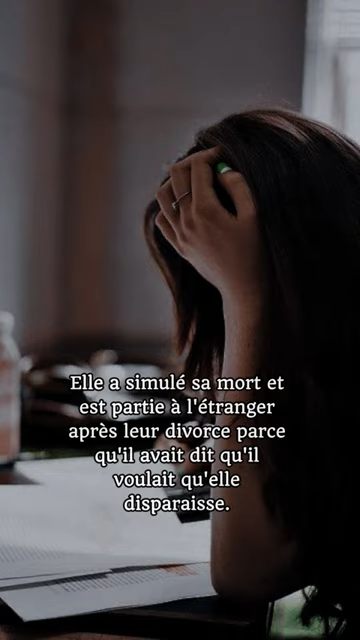 Elle a simulé sa mort et
est partie à l'étranger
après leur divorce parce
qu'il avait dit qu'il
voulait qu'elle
disparaisse.